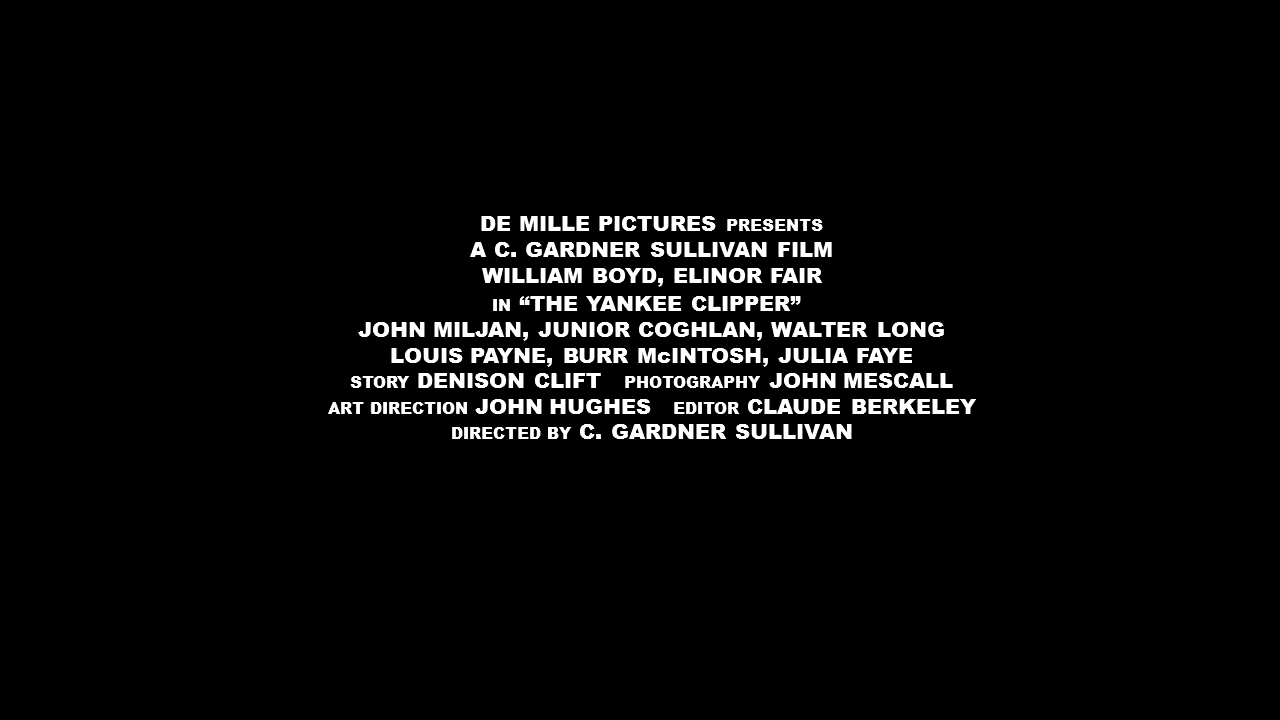 DE MILLE PICTURES PRESENTS
A C. GARDNER SULLIVAN FILM
WILLIAM BOYD, ELINOR FAIR
IN “THE YANKEE CLIPPER”
JOHN MILJAN, JUNIOR COGHLAN, WALTER LONG
LOUIS PAYNE, BURR McINTOSH, JULIA FAYE
STORY DENISON CLIFT PHOTOGRAPHY JOHN MESCALL
ART DIRECTION JOHN HUGHES EDITOR CLAUDE BERKELEY
DIRECTED BY C. GARDNER SULLIVAN